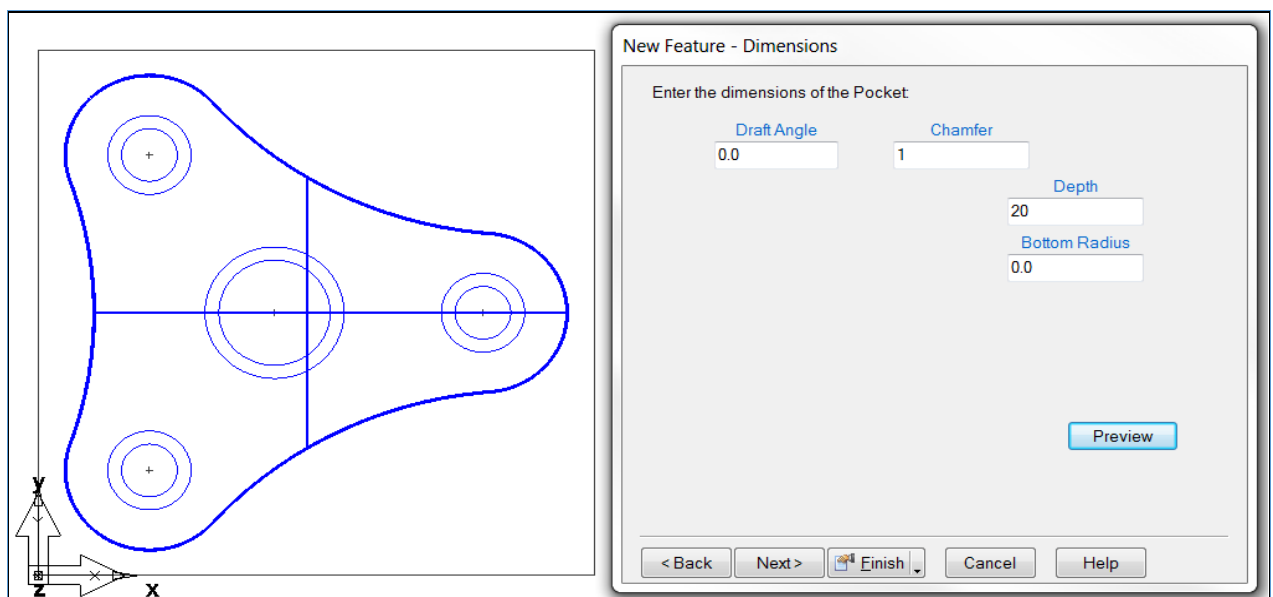 y
z
x
New Feature - Dimensions
Enter the dimensions of the Pocket:
Draft Angle Chamfer
0.0 1
Depth
20
Bottom Radius
0.0
Preview
< Back Next > Finish Cancel Help